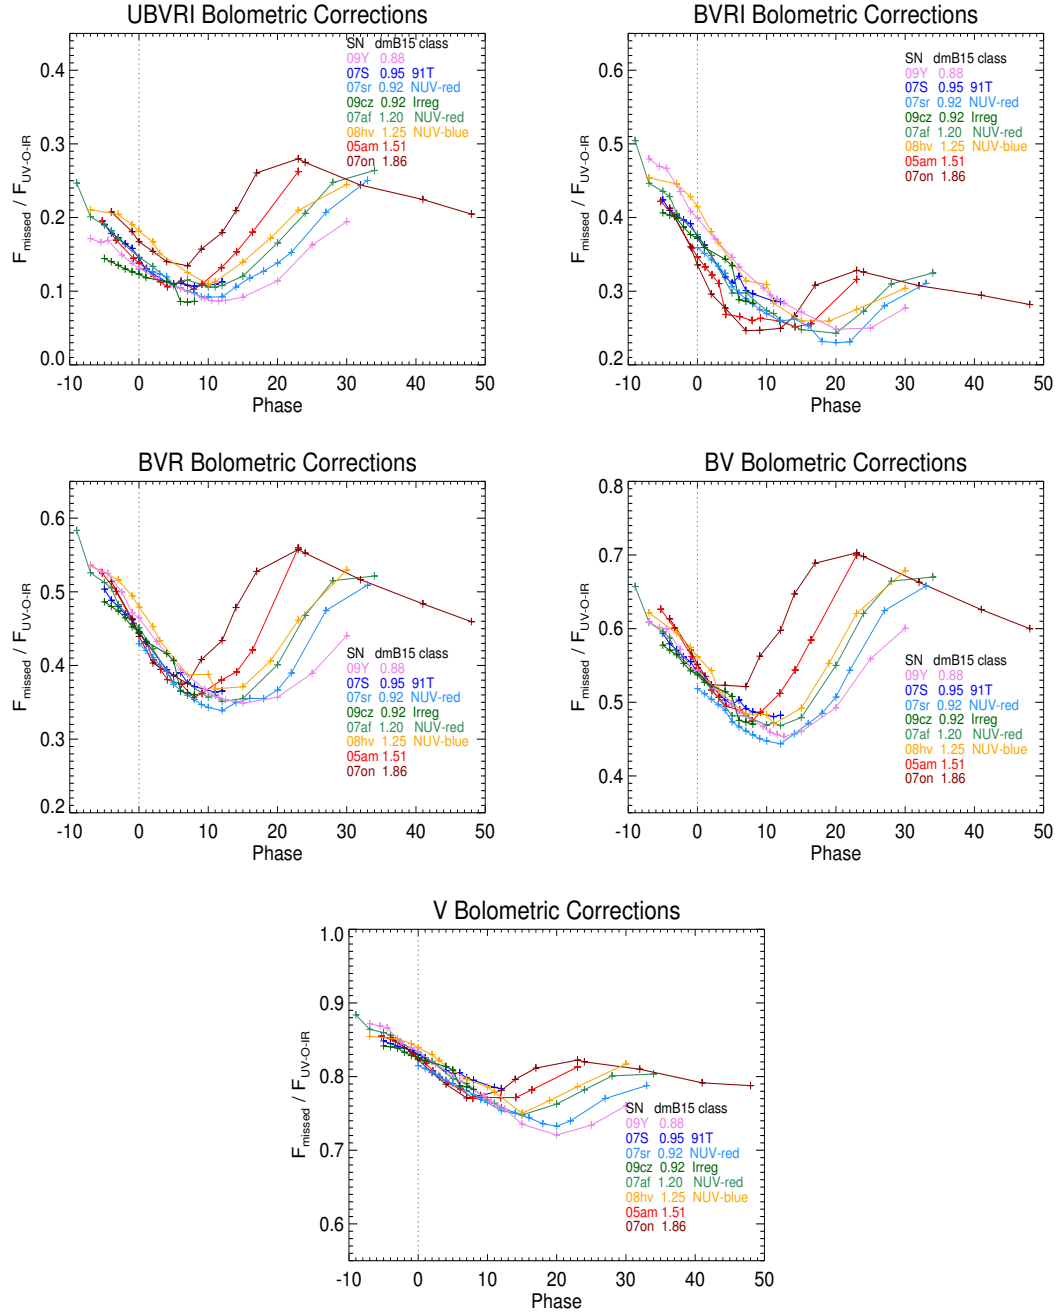 UBVRI Bolometric Corrections
F_missed / F_UV-O-IR
0.4
0.3
0.2
0.1
0.0
SN dmB15 class
09Y 0.88
07S 0.95 91T
07sr 0.92 NUV-red
09cz 0.92 Irreg
07af 1.20 NUV-red
08hv 1.25 NUV-blue
05am 1.51
07on 1.86
-10 0 10 20 30 40 50
Phase
BVRI Bolometric Corrections
F_missed / F_UV-O-IR
0.6
0.5
0.4
0.3
0.2
SN dmB15 class
09Y 0.88
07S 0.95 91T
07sr 0.92 NUV-red
09cz 0.92 Irreg
07af 1.20 NUV-red
08hv 1.25 NUV-blue
05am 1.51
07on 1.86
-10 0 10 20 30 40 50
Phase
BVR Bolometric Corrections
F_missed / F_UV-O-IR
0.6
0.5
0.4
0.3
0.2
SN dmB15 class
09Y 0.88
07S 0.95 91T
07sr 0.92 NUV-red
09cz 0.92 Irreg
07af 1.20 NUV-red
08hv 1.25 NUV-blue
05am 1.51
07on 1.86
-10 0 10 20 30 40 50
Phase
BV Bolometric Corrections
F_missed / F_UV-O-IR
0.8
0.7
0.6
0.5
0.4
SN dmB15 class
09Y 0.88
07S 0.95 91T
07sr 0.92 NUV-red
09cz 0.92 Irreg
07af 1.20 NUV-red
08hv 1.25 NUV-blue
05am 1.51
07on 1.86
-10 0 10 20 30 40 50
Phase
V Bolometric Corrections
F_missed / F_UV-O-IR
1.0
0.9
0.8
0.7
0.6
SN dmB15 class
09Y 0.88
07S 0.95 91T
07sr 0.92 NUV-red
09cz 0.92 Irreg
07af 1.20 NUV-red
08hv 1.25 NUV-blue
05am 1.51
07on 1.86
-10 0 10 20 30 40 50
Phase